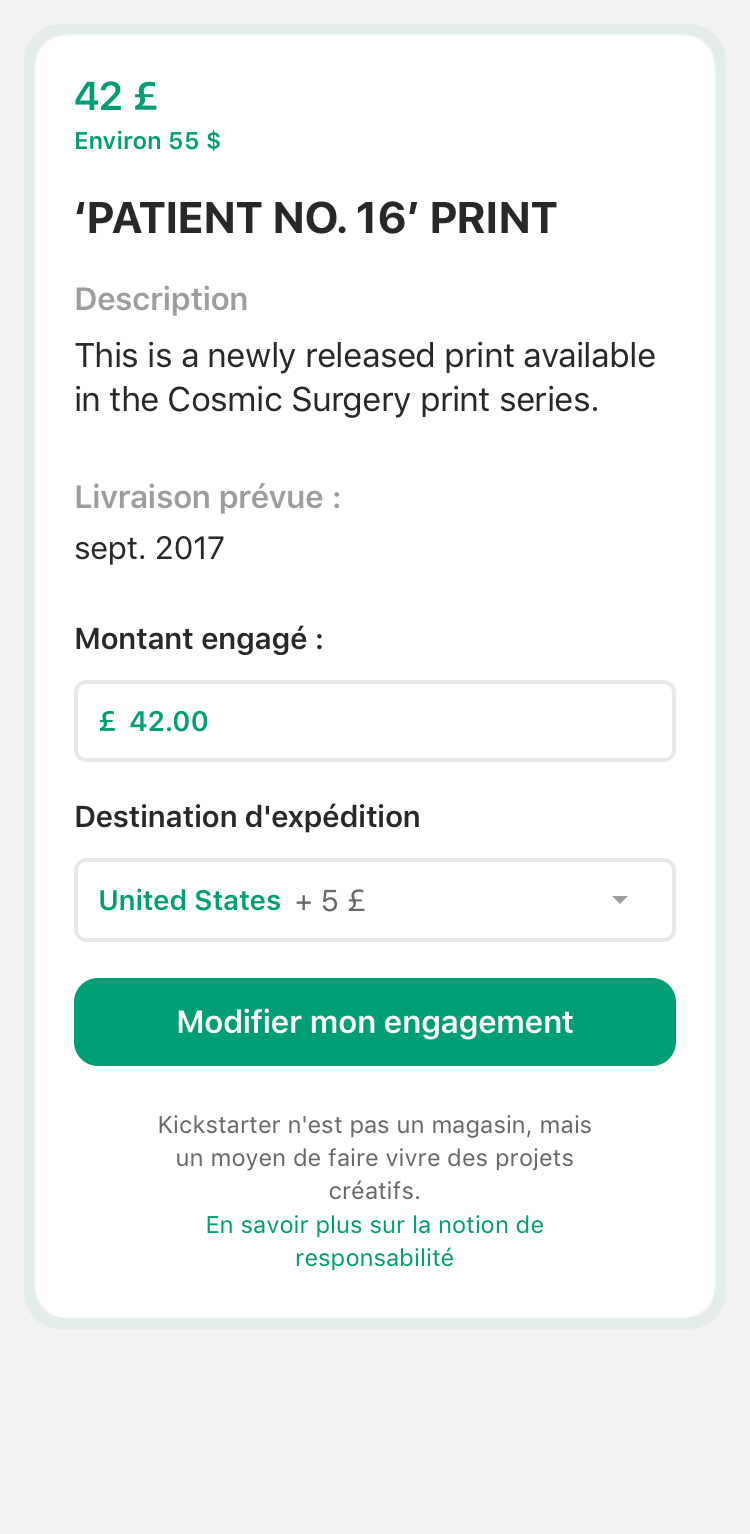 42 £
Environ 55 $
‘PATIENT NO. 16’ PRINT
Description
This is a newly released print available
in the Cosmic Surgery print series.
Livraison prévue :
sept. 2017
Montant engagé :
£ 42.00
Destination d'expédition
United States + 5 £
Modifier mon engagement
Kickstarter n'est pas un magasin, mais
un moyen de faire vivre des projets
créatifs.
En savoir plus sur la notion de
responsabilité